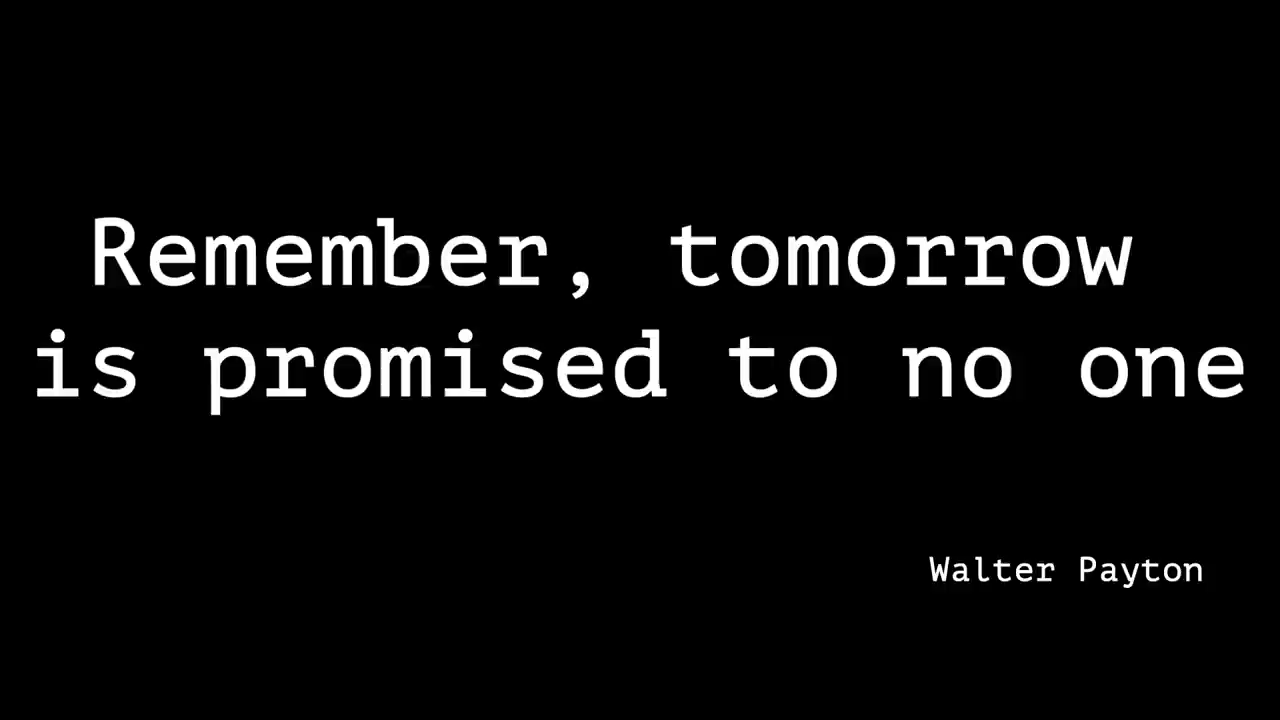 Remember, tomorrow
is promised to no one
Walter Payton